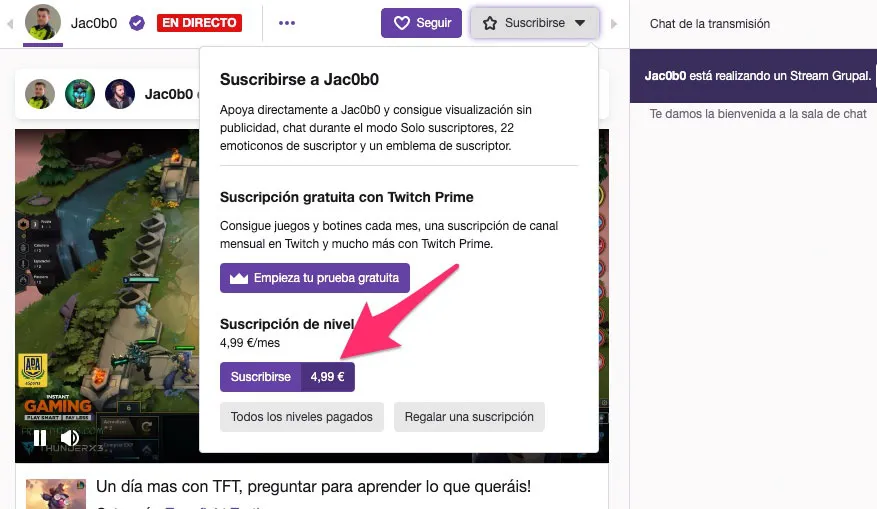 Jac0b0
EN DIRECTO
Seguir
Suscribirse
Chat de la transmisión
Suscribirse a Jac0b0
Apoya directamente a Jac0b0 y consigue visualización sin
publicidad, chat durante el modo Solo suscriptores, 22
emoticonos de suscriptor y un emblema de suscriptor.
Suscripción gratuita con Twitch Prime
Consigue juegos y botines cada mes, una suscripción de canal
mensual en Twitch y mucho más con Twitch Prime.
Empieza tu prueba gratuita
Suscripción de nivel
4,99 €/mes
Suscribirse 4,99 €
Todos los niveles pagados Regalar una suscripción
Jac0b0
Jac0b0 está realizando un Stream Grupal.
Te damos la bienvenida a la sala de chat
INSTANT
GAMING
PLAY SMART PAY LESS
THUNDERX3
6
Un día mas con TFT, preguntar para aprender lo que queráis!